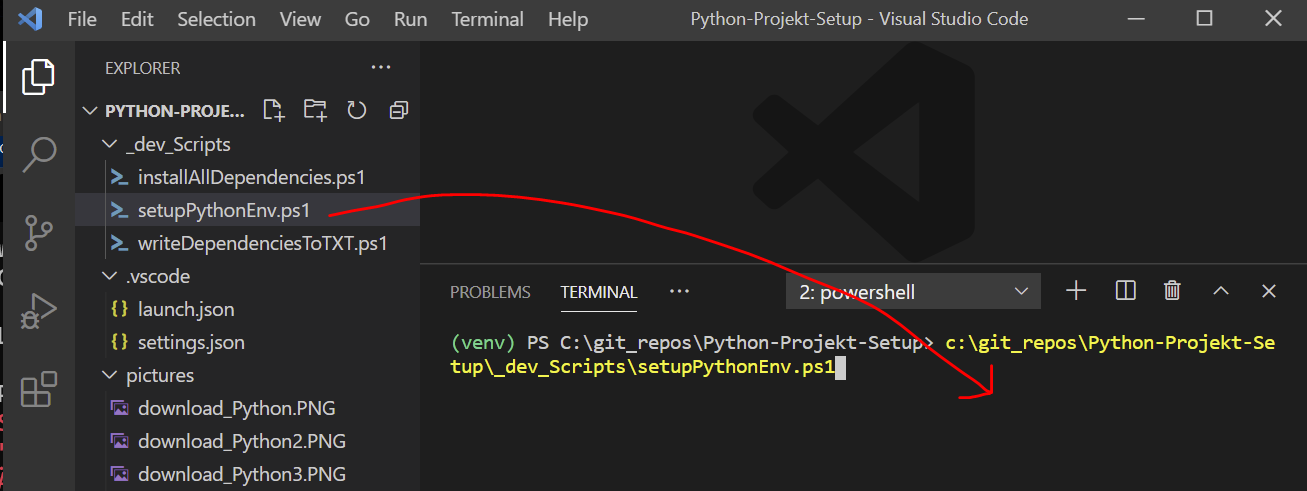 File Edit Selection View Go Run Terminal Help Python-Projekt-Setup - Visual Studio Code
EXPLORER ···
PYTHON-PROJE...
_dev_Scripts
installAllDependencies.ps1
setupPythonEnv.ps1
writeDependenciesToTXT.ps1
.vscode
{} launch.json
{} settings.json
pictures
download_Python.PNG
download_Python2.PNG
download_Python3.PNG
PROBLEMS TERMINAL ··· 2: powershell
(venv) PS C:\git_repos\Python-Projekt-Setup> c:\git_repos\Python-Projekt-Se
tup\_dev_Scripts\setupPythonEnv.ps1